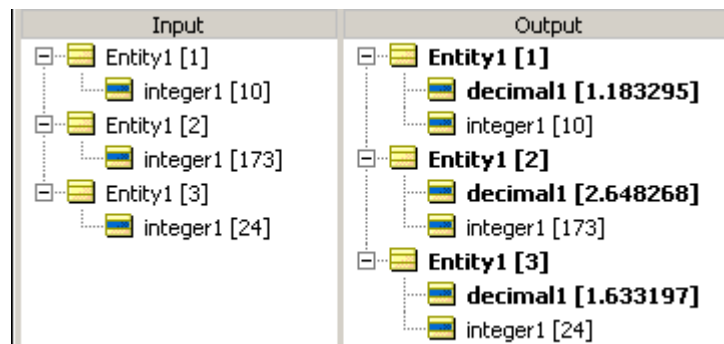 Input
Entity1 [1]
integer1 [10]
Entity1 [2]
integer1 [173]
Entity1 [3]
integer1 [24]
Output
Entity1 [1]
decimal1 [1.183295]
integer1 [10]
Entity1 [2]
decimal1 [2.648268]
integer1 [173]
Entity1 [3]
decimal1 [1.633197]
integer1 [24]